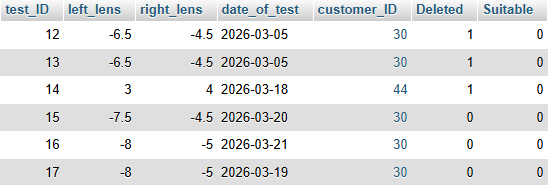 test_ID left_lens right_lens date_of_test customer_ID Deleted Suitable
12 -6.5 -4.5 2026-03-05 30 1 0
13 -6.5 -4.5 2026-03-05 30 1 0
14 3 4 2026-03-18 44 1 0
15 -7.5 -4.5 2026-03-20 30 0 0
16 -8 -5 2026-03-21 30 0 0
17 -8 -5 2026-03-19 30 0 0